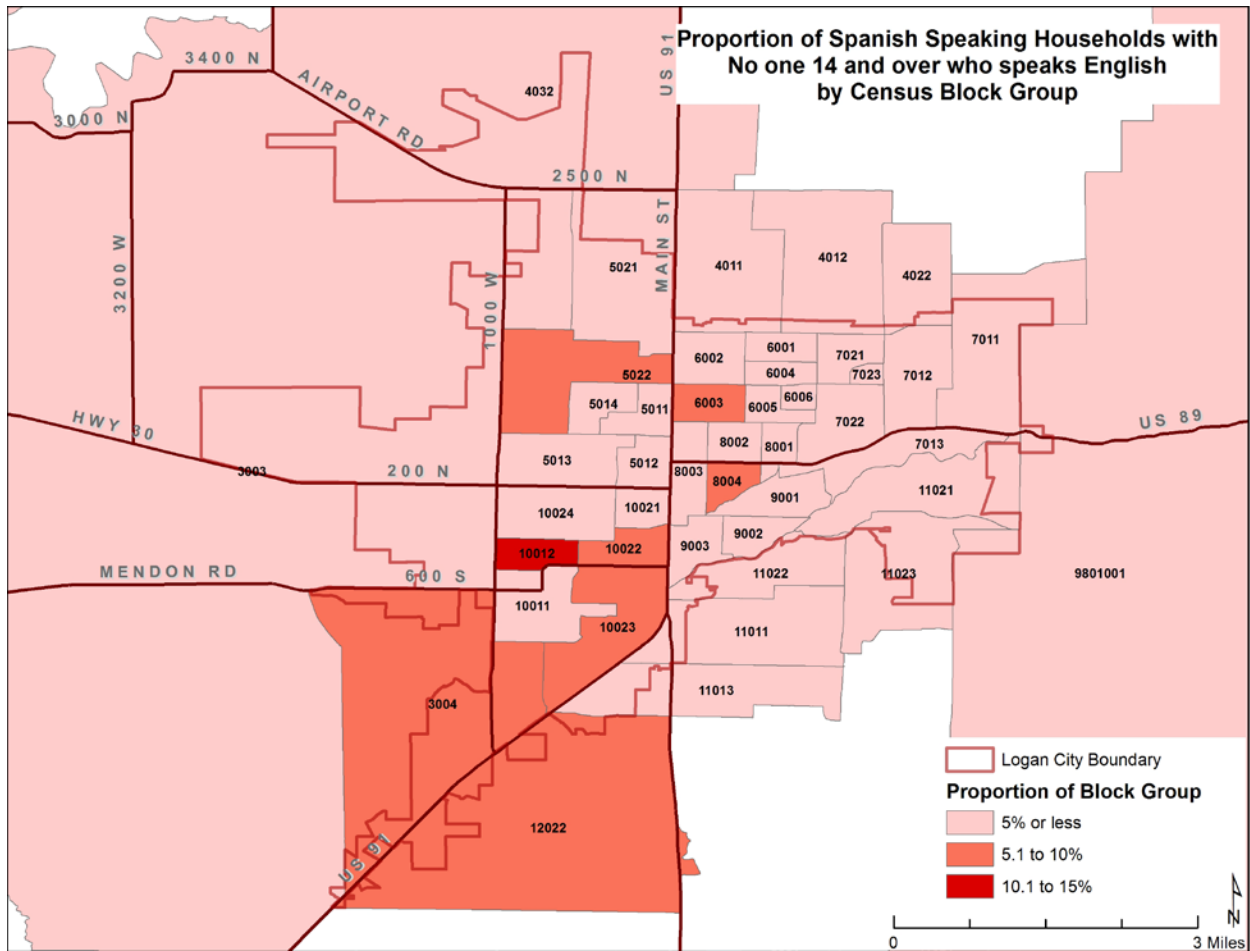 Proportion of Spanish Speaking Households with
No one 14 and over who speaks English
by Census Block Group
US 91
3400 N
4032
AIRPORT RD
3000 N
2500 N
MAIN ST
3200 W
1000 W
5021
4011
4012
4022
7011
6002
6001
7021
6004
7023
7012
5022
5014
5011
6003
6005
6006
7022
US 89
HWY 30
8002
8001
7013
5013
5012
3003
200 N
8003
8004
9001
11021
10024
10021
10012
10022
9003
9002
MENDON RD
600 S
11022
11023
9801001
10011
10023
11011
3004
11013
12022
US 91
Logan City Boundary
Proportion of Block Group
5% or less
5.1 to 10%
10.1 to 15%
N
0
3 Miles